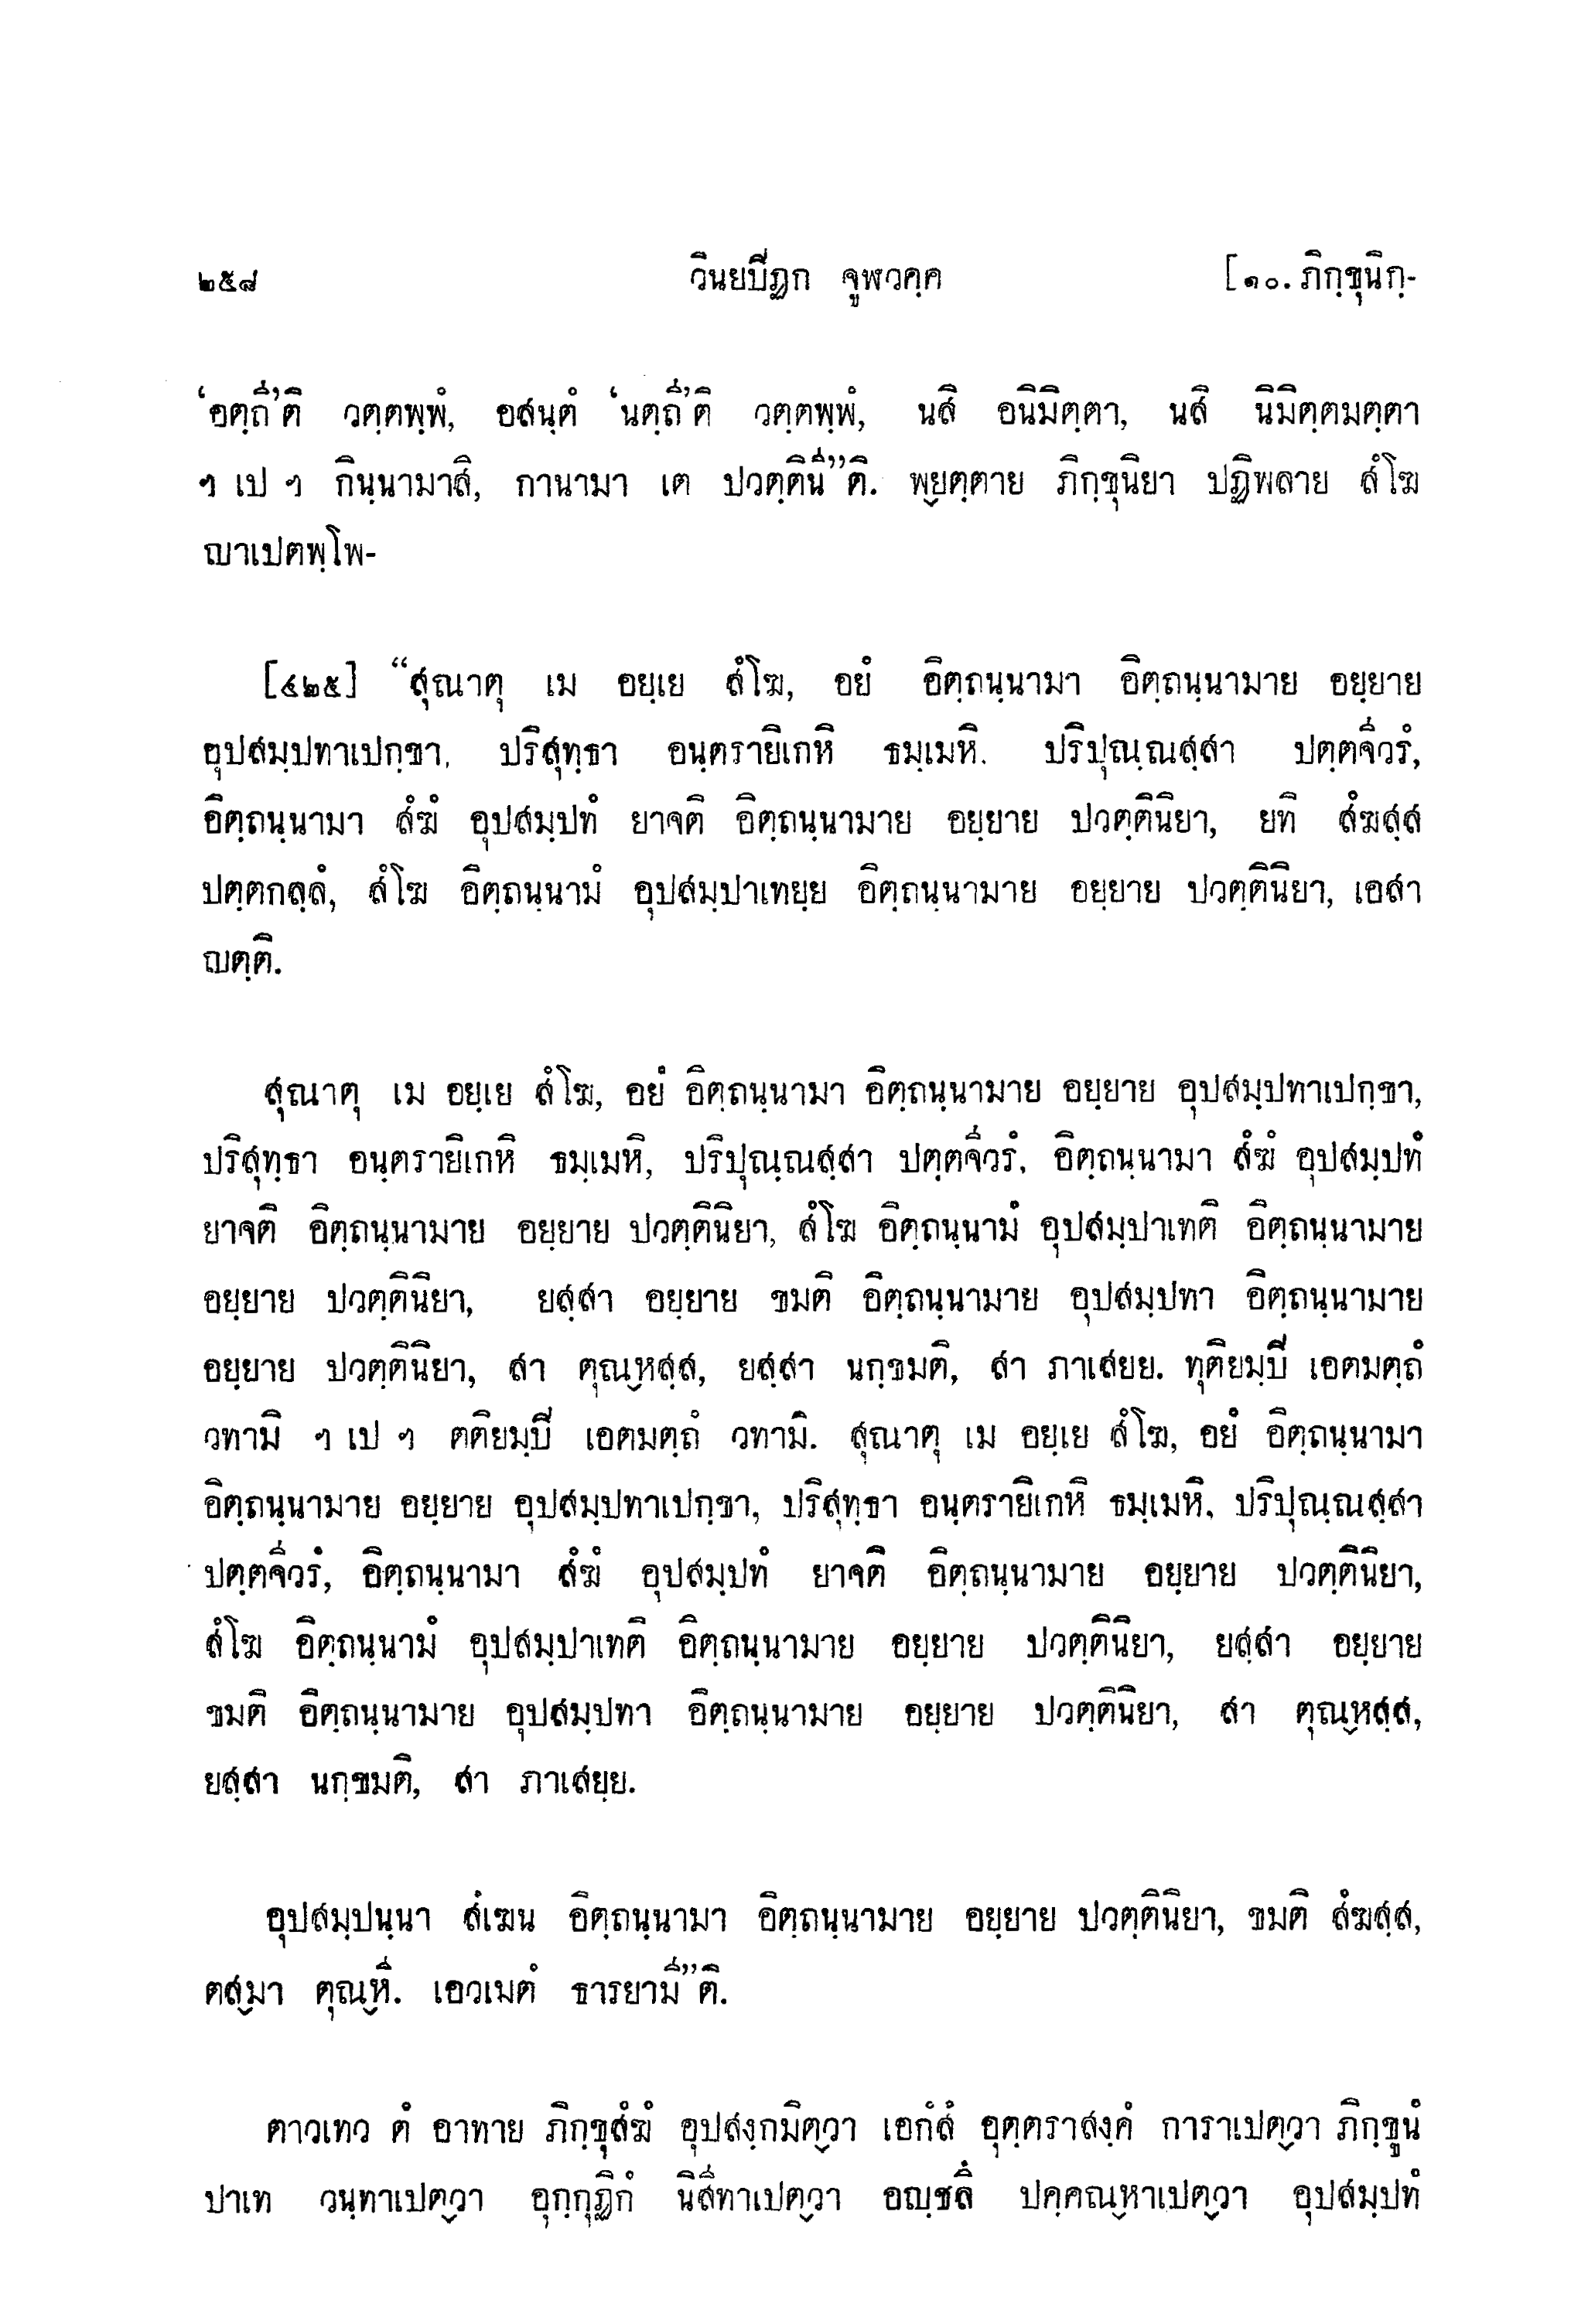 ๒๕๘ วินยปิฏก จูฬวคฺค [๑๐. ภิกฺขุนิกฺ-
‘อตฺถี’ติ วตฺตพฺพํ, อสนฺตํ ‘นตฺถี’ติ วตฺตพฺพํ, นสิ อนิมิตฺตา, นสิ นิมิตฺตมตฺตา
ฯ เป ฯ กินฺนามาสิ, กานามา เต ปวตฺตินี”ติ. พฺยตฺตาย ภิกฺขุนิยา ปฏิพลาย สํโฆ
ญาเปตพฺโพ-
[๔๒๕] “สุณาตุ เม อยฺเย สํโฆ, อยํ อิตฺถนฺนามา อิตฺถนฺนามาย อยฺยาย
อุปสมฺปทาเปกฺขา, ปริสุทฺธา อนฺตรายิเกหิ ธมฺเมหิ. ปริปุณฺณสฺสา ปตฺตจีวรํ,
อิตฺถนฺนามา สํฆํ อุปสมฺปทํ ยาจติ อิตฺถนฺนามาย อยฺยาย ปวตฺตินิยา, ยทิ สํฆสฺส
ปตฺตกลฺลํ, สํโฆ อิตฺถนฺนามํ อุปสมฺปาเทยฺย อิตฺถนฺนามาย อยฺยาย ปวตฺตินิยา, เอสา
ญตฺติ.
สุณาตุ เม อยฺเย สํโฆ, อยํ อิตฺถนฺนามา อิตฺถนฺนามาย อยฺยาย อุปสมฺปทาเปกฺขา,
ปริสุทฺธา อนฺตรายิเกหิ ธมฺเมหิ, ปริปุณฺณสฺสา ปตฺตจีวรํ, อิตฺถนฺนามา สํฆํ อุปสมฺปทํ
ยาจติ อิตฺถนฺนามาย อยฺยาย ปวตฺตินิยา, สํโฆ อิตฺถนฺนามํ อุปสมฺปาเทติ อิตฺถนฺนามาย
อยฺยาย ปวตฺตินิยา, ยสฺสา อยฺยาย ขมติ อิตฺถนฺนามาย อุปสมฺปทา อิตฺถนฺนามาย
อยฺยาย ปวตฺตินิยา, สา ตุณฺหสฺส, ยสฺสา นกฺขมติ, สา ภาเสยย. ทุติยมฺปิ เอตมตฺถํ
วทามิ ฯ เป ฯ ตติยมฺปิ เอตมตฺถํ วทามิ. สุณาตุ เม อยฺเย สํโฆ, อยํ อิตฺถนฺนามา
อิตฺถนฺนามาย อยฺยาย อุปสมฺปทาเปกฺขา, ปริสุทฺธา อนฺตรายิเกหิ ธมฺเมหิ, ปริปุณฺณสฺสา
ปตฺตจีวรํ, อิตฺถนฺนามา สํฆํ อุปสมฺปทํ ยาจติ อิตฺถนฺนามาย อยฺยาย ปวตฺตินิยา,
สํโฆ อิตฺถนฺนามํ อุปสมฺปาเทติ อิตฺถนฺนามาย อยฺยาย ปวตฺตินิยา, ยสฺสา อยฺยาย
ขมติ อิตฺถนฺนามาย อุปสมฺปทา อิตฺถนฺนามาย อยฺยาย ปวตฺตินิยา, สา ตุณฺหสฺส,
ยสฺสา นกฺขมติ, สา ภาเสยฺย.
อุปสมฺปนฺนา สํเฆน อิตฺถนฺนามา อิตฺถนฺนามาย อยฺยาย ปวตฺตินิยา, ขมติ สํฆสฺส,
ตสฺมา ตุณฺหี. เอวเมตํ ธารยามี”ติ.
ตาวเทว ตํ อาทาย ภิกฺขุสํฆํ อุปสงฺกมิตฺวา เอกํสํ อุตฺตราสงฺคํ การาเปตฺวา ภิกฺขูนํ
ปาเท วนฺทาเปตฺวา อุกฺกุฏิกํ นิสีทาเปตฺวา อญฺชลึ ปคฺคณฺหาเปตฺวา อุปสมฺปทํ